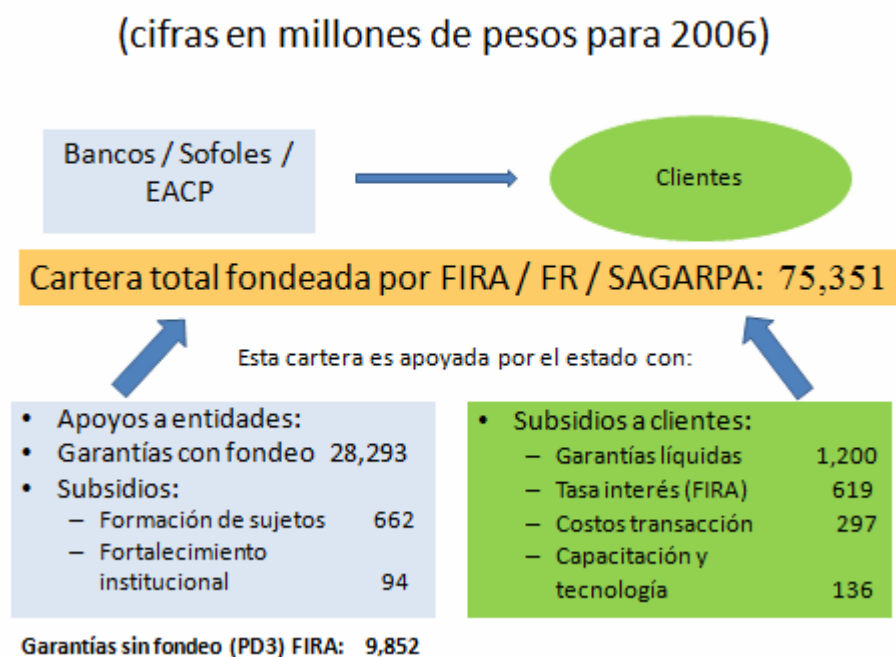 (cifras en millones de pesos para 2006)
Bancos / Sofoles /
EACP
Clientes
Cartera total fondeada por FIRA / FR / SAGARPA: 75,351
Esta cartera es apoyada por el estado con:
• Apoyos a entidades:
• Garantías con fondeo 28,293
• Subsidios:
– Formación de sujetos 662
– Fortalecimiento
institucional 94
• Subsidios a clientes:
– Garantías líquidas 1,200
– Tasa interés (FIRA) 619
– Costos transacción 297
– Capacitación y
tecnología 136
Garantías sin fondeo (PD3) FIRA: 9,852